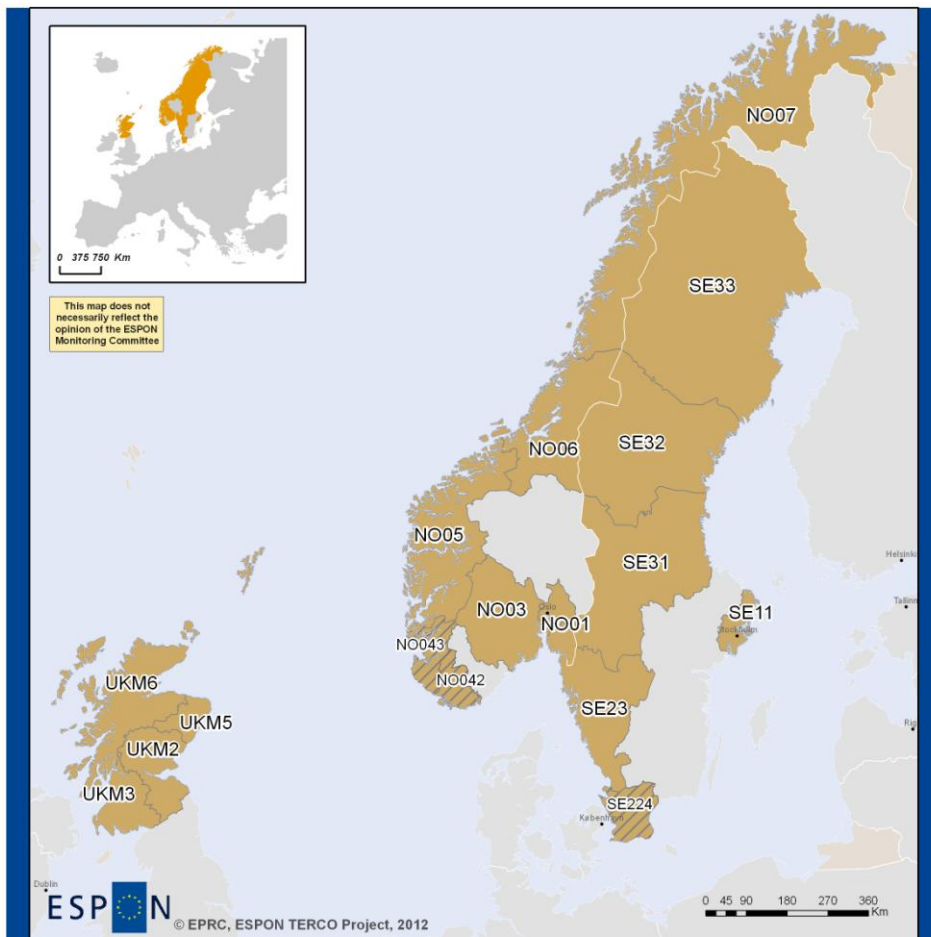 0 375 750 Km
This map does not
necessarily reflect the
opinion of the ESPON
Monitoring Committee
NO07
SE33
SE32
NO06
NO05
SE31
Helsink
NO03
Oslo
NO01
SE11
Tallinn
Stockholm
NO043
NO042
UKM6
UKM5
SE23
UKM2
UKM3
SE224
København
Dublin
ESPON
© EPRC, ESPON TERCO Project, 2012
0 45 90 180 270 360
Km